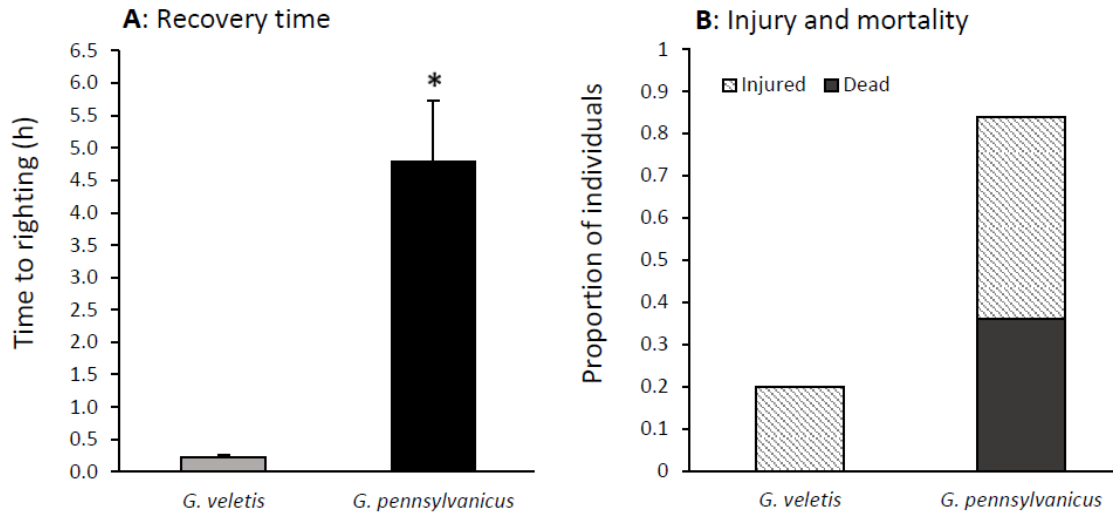 A: Recovery time
Time to righting (h)
6.5
6.0
5.5
5.0
4.5
4.0
3.5
3.0
2.5
2.0
1.5
1.0
0.5
0.0
*
G. veletis
G. pennsylvanicus
B: Injury and mortality
Proportion of individuals
1
0.9
0.8
0.7
0.6
0.5
0.4
0.3
0.2
0.1
0
Injured
Dead
G. veletis
G. pennsylvanicus